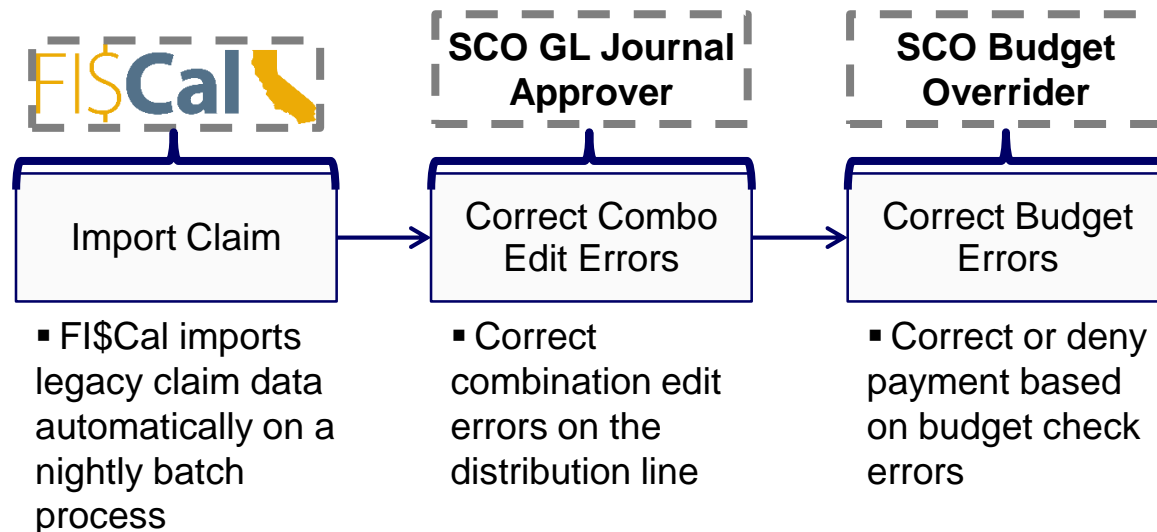 FI$Cal
SCO GL Journal
Approver
SCO Budget
Overrider
Import Claim
Correct Combo
Edit Errors
Correct Budget
Errors
▪ FI$Cal imports
legacy claim data
automatically on a
nightly batch
process
▪ Correct
combination edit
errors on the
distribution line
▪ Correct or deny
payment based
on budget check
errors